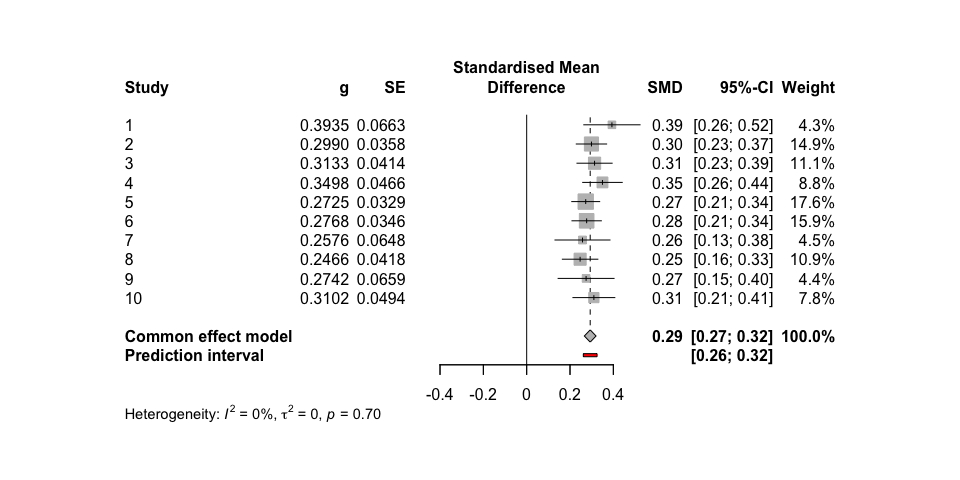 Standardised Mean
Study g SE Difference SMD 95%-CI Weight
1 0.3935 0.0663 0.39 [0.26; 0.52] 4.3%
2 0.2990 0.0358 0.30 [0.23; 0.37] 14.9%
3 0.3133 0.0414 0.31 [0.23; 0.39] 11.1%
4 0.3498 0.0466 0.35 [0.26; 0.44] 8.8%
5 0.2725 0.0329 0.27 [0.21; 0.34] 17.6%
6 0.2768 0.0346 0.28 [0.21; 0.34] 15.9%
7 0.2576 0.0648 0.26 [0.13; 0.38] 4.5%
8 0.2466 0.0418 0.25 [0.16; 0.33] 10.9%
9 0.2742 0.0659 0.27 [0.15; 0.40] 4.4%
10 0.3102 0.0494 0.31 [0.21; 0.41] 7.8%
Common effect model 0.29 [0.27; 0.32] 100.0%
Prediction interval [0.26; 0.32]
-0.4 -0.2 0 0.2 0.4
Heterogeneity: I² = 0%, τ² = 0, p = 0.70